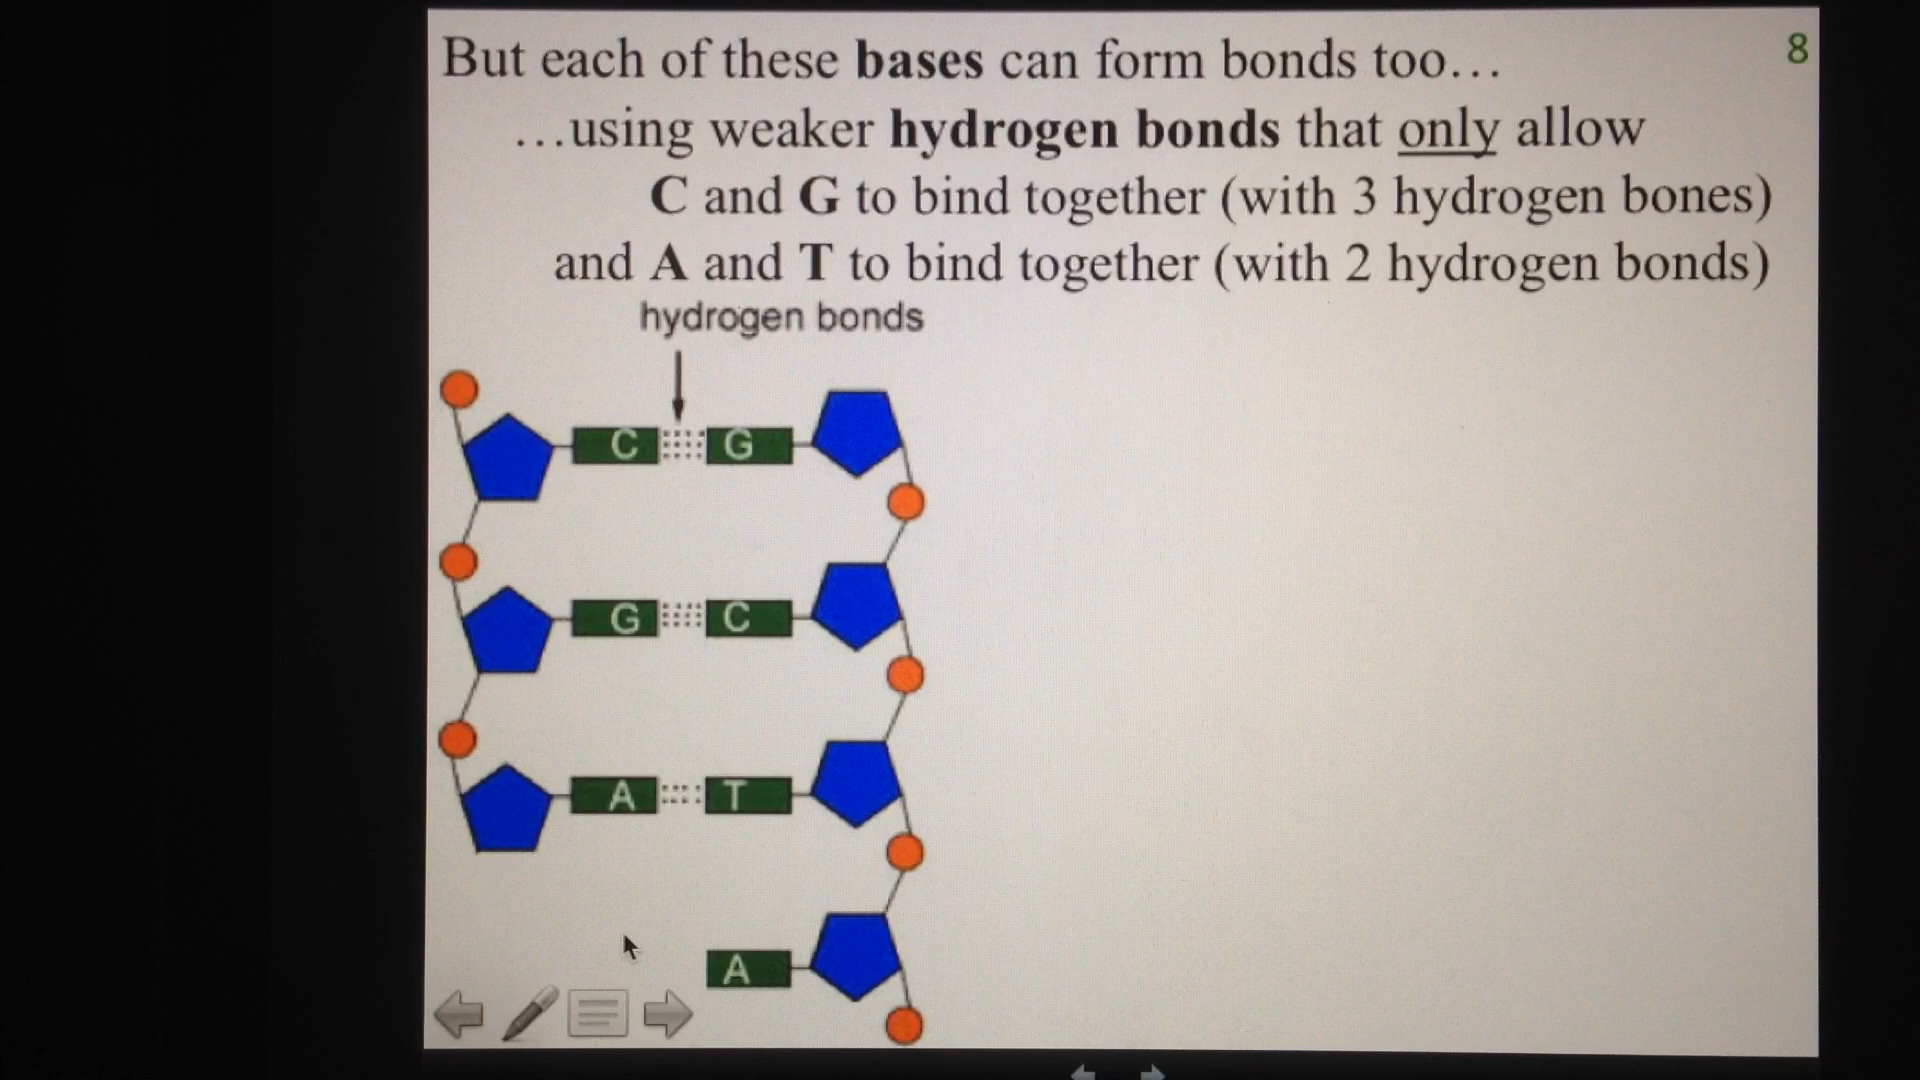 But each of these bases can form bonds too...
8
...using weaker hydrogen bonds that only allow
C and G to bind together (with 3 hydrogen bones)
and A and T to bind together (with 2 hydrogen bonds)
hydrogen bonds
C G
G C
A T
A